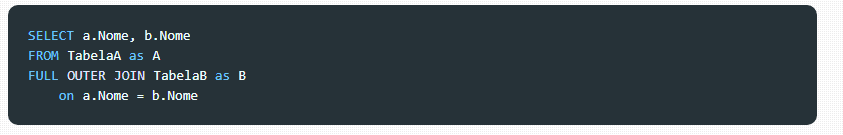 SELECT a.Nome, b.Nome
FROM TabelaA as A
FULL OUTER JOIN TabelaB as B
    on a.Nome = b.Nome